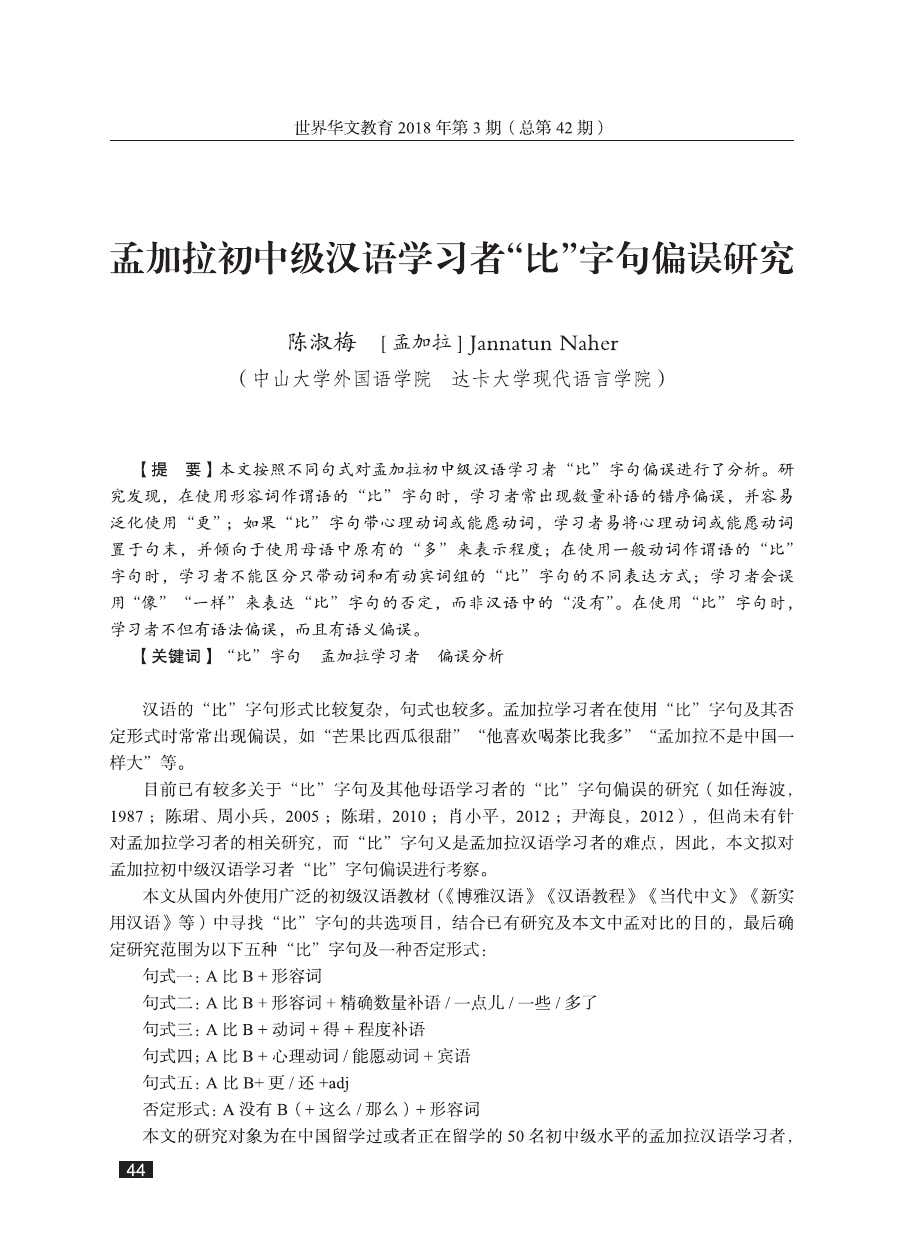 世界华文教育 2018 年第 3 期（总第 42 期）
孟加拉初中级汉语学习者“比”字句偏误研究
陈淑梅　[ 孟加拉 ] Jannatun Naher
（中山大学外国语学院　达卡大学现代语言学院）
【提　要】本文按照不同句式对孟加拉初中级汉语学习者“比”字句偏误进行了分析。研
究发现，在使用形容词作谓语的“比”字句时，学习者常出现数量补语的错序偏误，并容易
泛化使用“更”；如果“比”字句带心理动词或能愿动词，学习者易将心理动词或能愿动词
置于句末，并倾向于使用母语中原有的“多”来表示程度；在使用一般动词作谓语的“比”
字句时，学习者不能区分只带动词和有动宾词组的“比”字句的不同表达方式；学习者会误
用“像”“一样”来表达“比”字句的否定，而非汉语中的“没有”。在使用“比”字句时，
学习者不但有语法偏误，而且有语义偏误。
【关键词】“比”字句　孟加拉学习者　偏误分析
汉语的“比”字句形式比较复杂，句式也较多。孟加拉学习者在使用“比”字句及其否
定形式时常常出现偏误，如“芒果比西瓜很甜”“他喜欢喝茶比我多”“孟加拉不是中国一
样大”等。
目前已有较多关于“比”字句及其他母语学习者的“比”字句偏误的研究（如任海波，
1987；陈珺、周小兵，2005；陈珺，2010；肖小平，2012；尹海良，2012），但尚未有针
对孟加拉学习者的相关研究，而“比”字句又是孟加拉汉语学习者的难点，因此，本文拟对
孟加拉初中级汉语学习者“比”字句偏误进行考察。
本文从国内外使用广泛的初级汉语教材（《博雅汉语》《汉语教程》《当代中文》《新实
用汉语》等）中寻找“比”字句的共选项目，结合已有研究及本文中孟对比的目的，最后确
定研究范围为以下五种“比”字句及一种否定形式：
句式一：A 比 B + 形容词
句式二：A 比 B + 形容词 + 精确数量补语 / 一点儿 / 一些 / 多了
句式三：A 比 B + 动词 + 得 + 程度补语
句式四；A 比 B + 心理动词 / 能愿动词 + 宾语
句式五：A 比 B+ 更 / 还 +adj
否定形式：A 没有 B（+ 这么 / 那么）+ 形容词
本文的研究对象为在中国留学过或者正在留学的 50 名初中级水平的孟加拉汉语学习者，
44